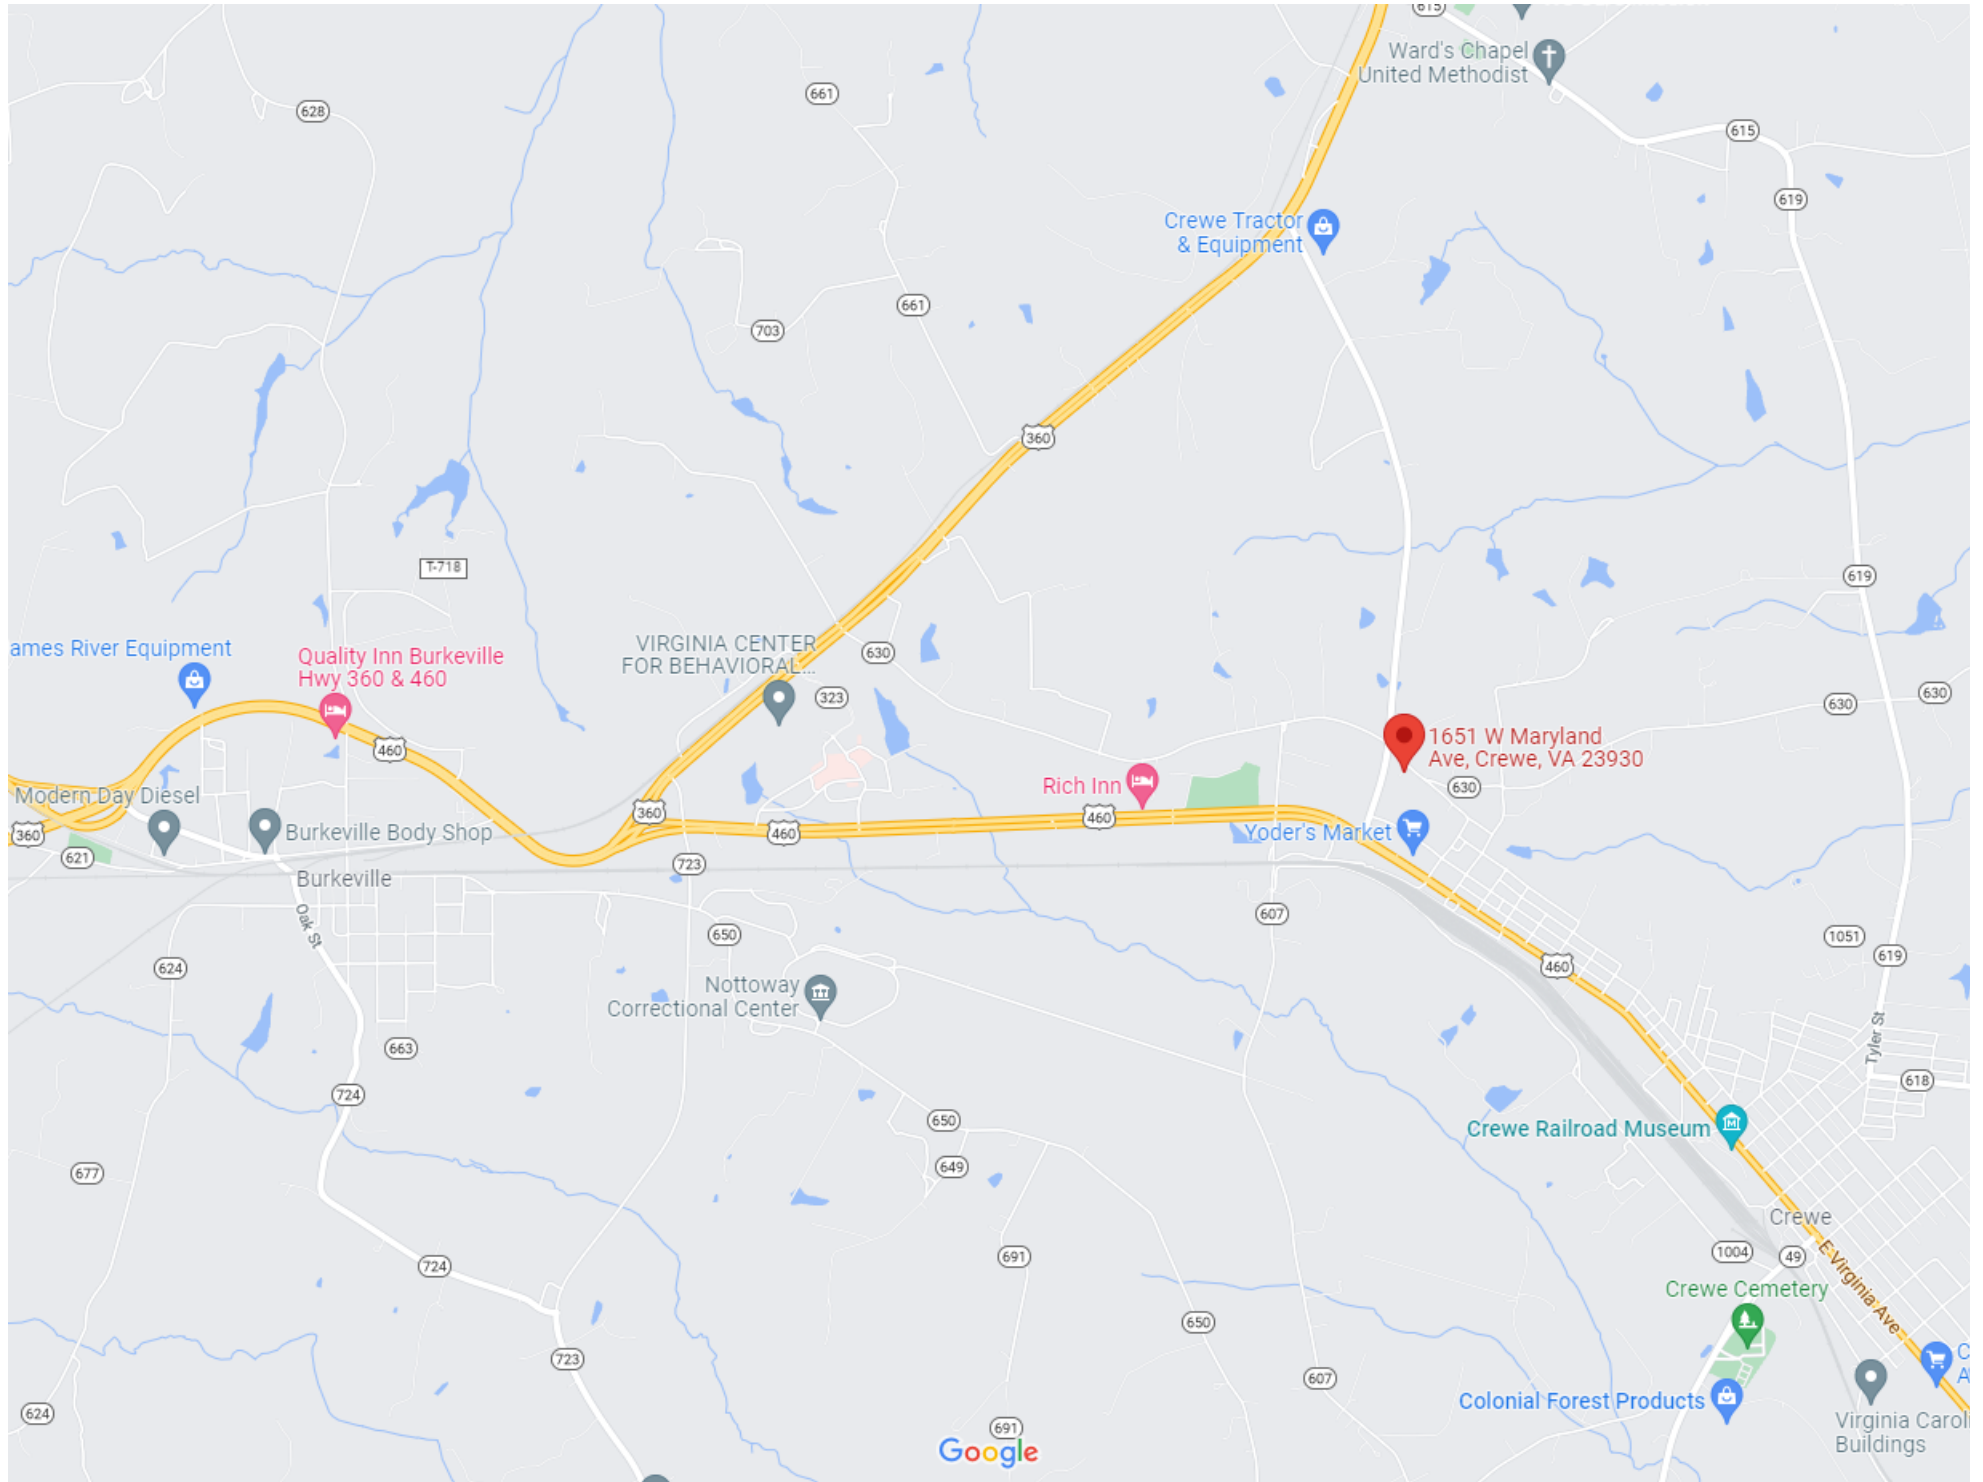 615
Ward's Chapel
United Methodist
661
628
615
619
Crewe Tractor
& Equipment
661
703
360
T-718
619
VIRGINIA CENTER
FOR BEHAVIORAL...
630
ames River Equipment
Quality Inn Burkeville
Hwy 360 & 460
323
630
630
460
1651 W Maryland
Ave, Crewe, VA 23930
Rich Inn
630
Modern Day Diesel
360
460
460
360
Burkeville Body Shop
Yoder's Market
621
723
Burkeville
607
Oak St
650
1051
619
624
460
Nottoway
Correctional Center
Tyler St
663
618
724
650
Crewe Railroad Museum
649
677
Crewe
691
1004
49
724
E Virginia Ave
Crewe Cemetery
650
723
607
C
A
Colonial Forest Products
624
691
Virginia Caroli
Buildings
Google